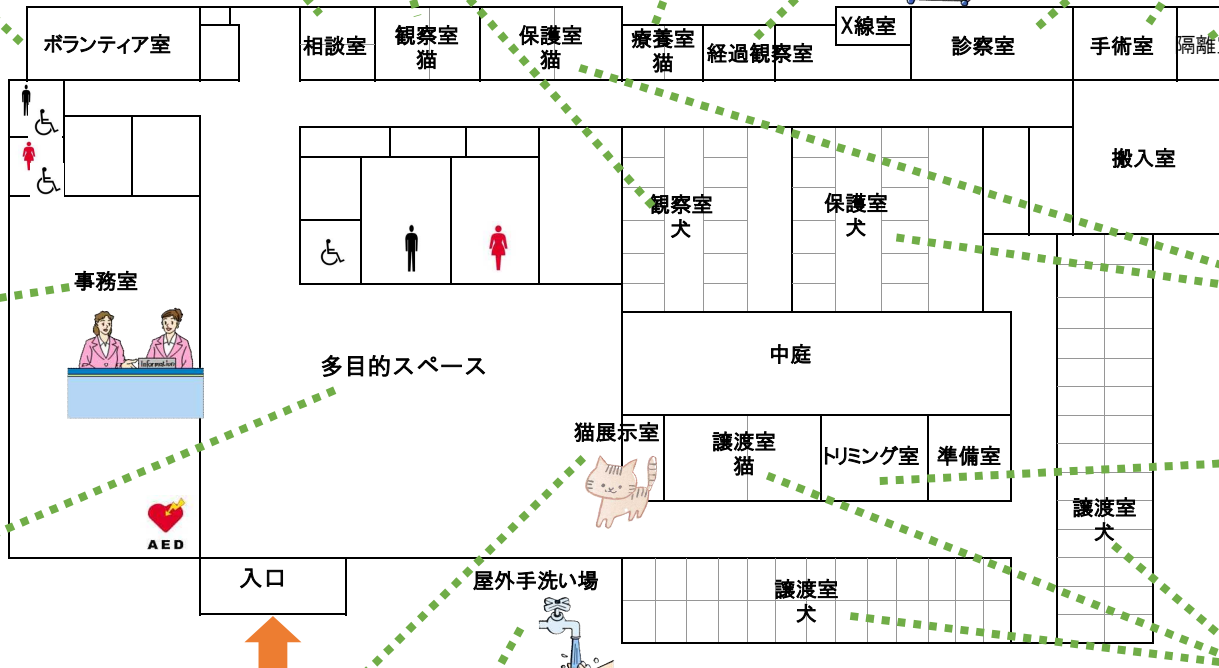 ボランティア室
相談室
観察室
猫
保護室
猫
療養室
猫
経過観察室
X線室
診察室
手術室
隔離
搬入室
観察室
犬
保護室
犬
事務室
Information
多目的スペース
中庭
猫展示室
譲渡室
猫
トリミング室
準備室
譲渡室
犬
AED
入口
屋外手洗い場
譲渡室
犬